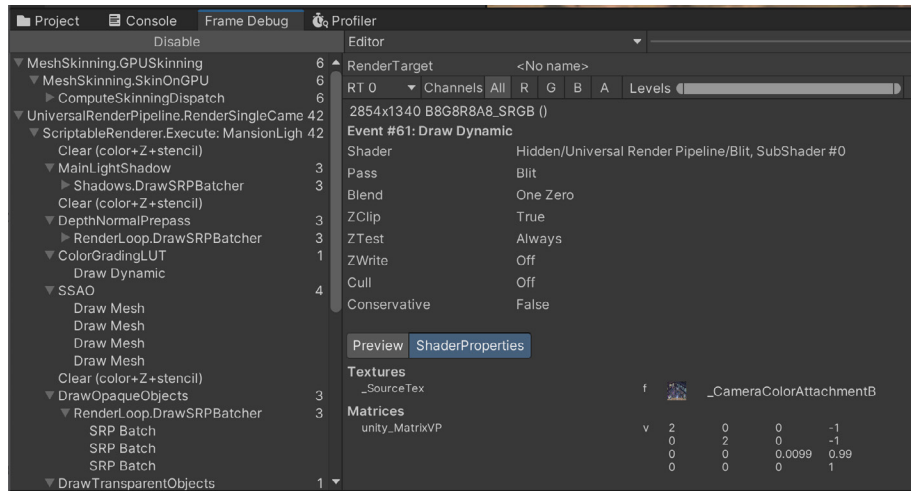 Project Console Frame Debug Profiler
Disable
Editor
MeshSkinning.GPUSkinning 6
MeshSkinning.SkinOnGPU 6
ComputeSkinningDispatch 6
UniversalRenderPipeline.RenderSingleCame 42
ScriptableRenderer.Execute: MansionLigh 42
Clear (color+Z+stencil)
MainLightShadow 3
Shadows.DrawSRPBatcher 3
Clear (color+Z+stencil)
DepthNormalPrepass 3
RenderLoop.DrawSRPBatcher 3
ColorGradingLUT 1
Draw Dynamic
SSAO 4
Draw Mesh
Draw Mesh
Draw Mesh
Draw Mesh
Clear (color+Z+stencil)
DrawOpaqueObjects 3
RenderLoop.DrawSRPBatcher 3
SRP Batch
SRP Batch
SRP Batch
DrawTransparentObjects 1
RenderTarget <No name>
RT 0 Channels All R G B A Levels
2854x1340 B8G8R8A8_SRGB ()
Event #61: Draw Dynamic
Shader Hidden/Universal Render Pipeline/Blit, SubShader #0
Pass Blit
Blend One Zero
ZClip True
ZTest Always
ZWrite Off
Cull Off
Conservative False
Preview ShaderProperties
Textures
_SourceTex f _CameraColorAttachmentB
Matrices
unity_MatrixVP v 2 0 0 -1
0 2 0 -1
0 0 0.0099 0.99
0 0 0 1